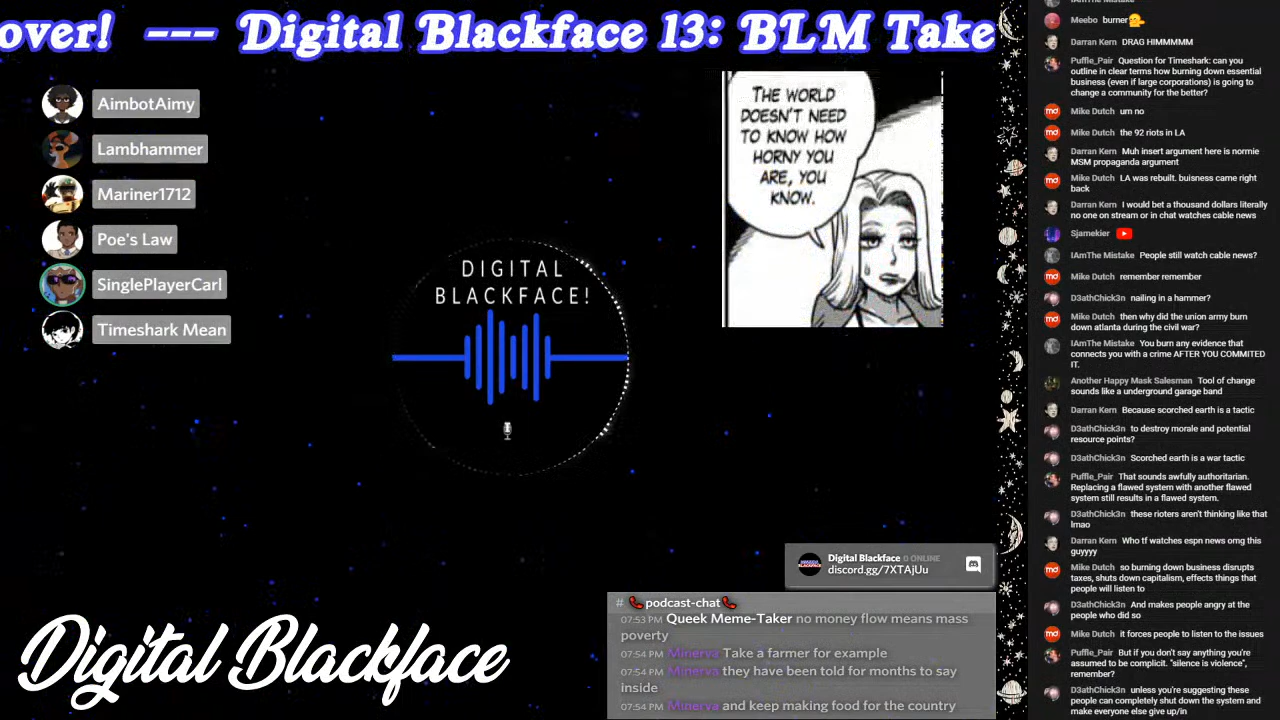 over! --- Digital Blackface 13: BLM Take
AimbotAimy
Lambhammer
Mariner1712
Poe's Law
SinglePlayerCarl
Timeshark Mean
DIGITAL
BLACKFACE!
THE WORLD
DOESN'T NEED
TO KNOW HOW
HORNY YOU
ARE, YOU
KNOW.
Digital Blackface 0 ONLINE
discord.gg/7XTAjUu
# podcast-chat
07:53 PM Queek Meme-Taker no money flow means mass
poverty
07:54 PM Minerva Take a farmer for example
07:54 PM Minerva they have been told for months to say
inside
07:54 PM Minerva and keep making food for the country
Digital Blackface
Meebo burner
Darran Kern DRAG HIMMMMM
Puffle_Pair Question for Timeshark: can you
outline in clear terms how burning down essential
business (even if large corporations) is going to
change a community for the better?
Mike Dutch um no
Mike Dutch the 92 riots in LA
Darran Kern Muh insert argument here is normie
MSM propaganda argument
Mike Dutch LA was rebuilt. buisness came right
back
Darran Kern I would bet a thousand dollars literally
no one on stream or in chat watches cable news
Sjamekier
IAmThe Mistake People still watch cable news?
Mike Dutch remember remember
D3athChick3n nailing in a hammer?
Mike Dutch then why did the union army burn
down atlanta during the civil war?
IAmThe Mistake You burn any evidence that
connects you with a crime AFTER YOU COMMITED
IT.
Another Happy Mask Salesman Tool of change
sounds like a underground garage band
Darran Kern Because scorched earth is a tactic
D3athChick3n to destroy morale and potential
resource points?
D3athChick3n Scorched earth is a war tactic
Puffle_Pair That sounds awfully authoritarian.
Replacing a flawed system with another flawed
system still results in a flawed system.
D3athChick3n these rioters aren't thinking like that
lmao
Darran Kern Who tf watches espn news omg this
guyyyy
Mike Dutch so burning down business disrupts
taxes, shuts down capitalism, effects things that
people will listen to
D3athChick3n And makes people angry at the
people who did so
Mike Dutch it forces people to listen to the issues
Puffle_Pair But if you don't say anything you're
assumed to be complicit. "silence is violence",
remember?
D3athChick3n unless you're suggesting these
people can completely shut down the system and
make everyone else give up/in